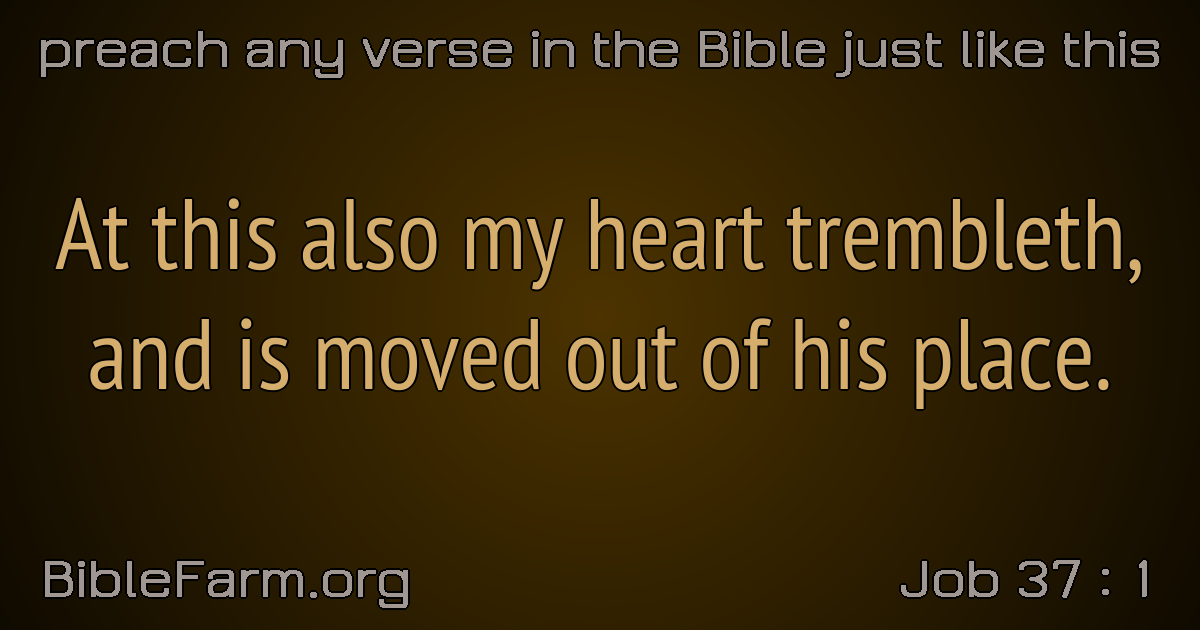 preach any verse in the Bible just like this
At this also my heart trembleth,
and is moved out of his place.
BibleFarm.org
Job 37 : 1